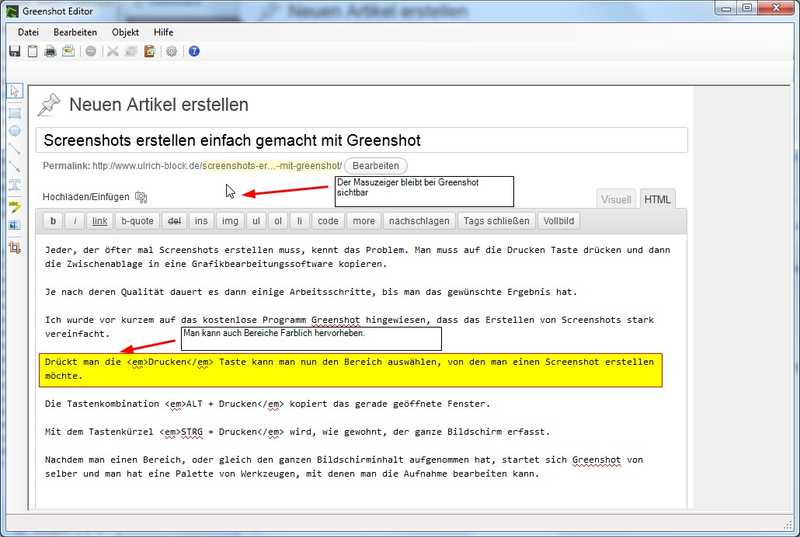 Greenshot Editor
Datei Bearbeiten Objekt Hilfe
Neuen Artikel erstellen
Screenshots erstellen einfach gemacht mit Greenshot
Permalink: http://www.ulrich-block.de/screenshots-er...-mit-greenshot/ Bearbeiten
Der Masuzeiger bleibt bei Greenshot
sichtbar
Hochladen/Einfügen
Visuell HTML
b i link b-quote del ins img ul ol li code more nachschlagen Tags schließen Vollbild
Jeder, der öfter mal Screenshots erstellen muss, kennt das Problem. Man muss auf die Drucken Taste drücken und dann
die Zwischenablage in eine Grafikbearbeitungssoftware kopieren.
Je nach deren Qualität dauert es dann einige Arbeitsschritte, bis man das gewünschte Ergebnis hat.
Ich wurde vor kurzem auf das kostenlose Programm Greenshot hingewiesen, dass das Erstellen von Screenshots stark
vereinfacht.
Man kann auch Bereiche Farblich hervorheben.
Drückt man die <em>Drucken</em> Taste kann man nun den Bereich auswählen, von den man einen Screenshot erstellen
möchte.
Die Tastenkombination <em>ALT + Drucken</em> kopiert das gerade geöffnete Fenster.
Mit dem Tastenkürzel <em>STRG + Drucken</em> wird, wie gewohnt, der ganze Bildschirm erfasst.
Nachdem man einen Bereich, oder gleich den ganzen Bildschirminhalt aufgenommen hat, startet sich Greenshot von
selber und man hat eine Palette von Werkzeugen, mit denen man die Aufnahme bearbeiten kann.